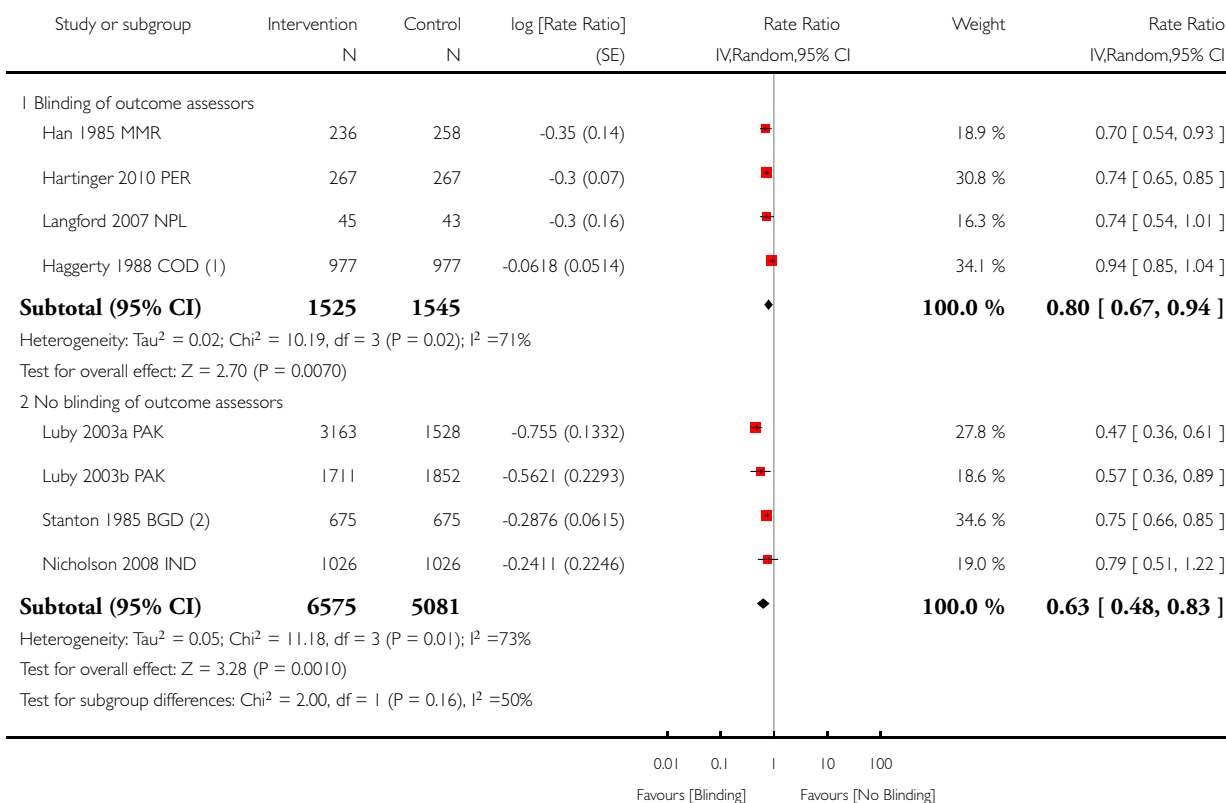 Study or subgroup Intervention Control log [Rate Ratio] Rate Ratio Weight Rate Ratio
N N (SE) IV,Random,95% CI IV,Random,95% CI
1 Blinding of outcome assessors
Han 1985 MMR 236 258 -0.35 (0.14) 18.9 % 0.70 [ 0.54, 0.93 ]
Hartinger 2010 PER 267 267 -0.3 (0.07) 30.8 % 0.74 [ 0.65, 0.85 ]
Langford 2007 NPL 45 43 -0.3 (0.16) 16.3 % 0.74 [ 0.54, 1.01 ]
Haggerty 1988 COD (1) 977 977 -0.0618 (0.0514) 34.1 % 0.94 [ 0.85, 1.04 ]
Subtotal (95% CI) 1525 1545 100.0 % 0.80 [ 0.67, 0.94 ]
Heterogeneity: Tau² = 0.02; Chi² = 10.19, df = 3 (P = 0.02); I² =71%
Test for overall effect: Z = 2.70 (P = 0.0070)
2 No blinding of outcome assessors
Luby 2003a PAK 3163 1528 -0.755 (0.1332) 27.8 % 0.47 [ 0.36, 0.61 ]
Luby 2003b PAK 1711 1852 -0.5621 (0.2293) 18.6 % 0.57 [ 0.36, 0.89 ]
Stanton 1985 BGD (2) 675 675 -0.2876 (0.0615) 34.6 % 0.75 [ 0.66, 0.85 ]
Nicholson 2008 IND 1026 1026 -0.2411 (0.2246) 19.0 % 0.79 [ 0.51, 1.22 ]
Subtotal (95% CI) 6575 5081 100.0 % 0.63 [ 0.48, 0.83 ]
Heterogeneity: Tau² = 0.05; Chi² = 11.18, df = 3 (P = 0.01); I² =73%
Test for overall effect: Z = 3.28 (P = 0.0010)
Test for subgroup differences: Chi² = 2.00, df = 1 (P = 0.16), I² =50%
0.01 0.1 1 10 100
Favours [Blinding] Favours [No Blinding]